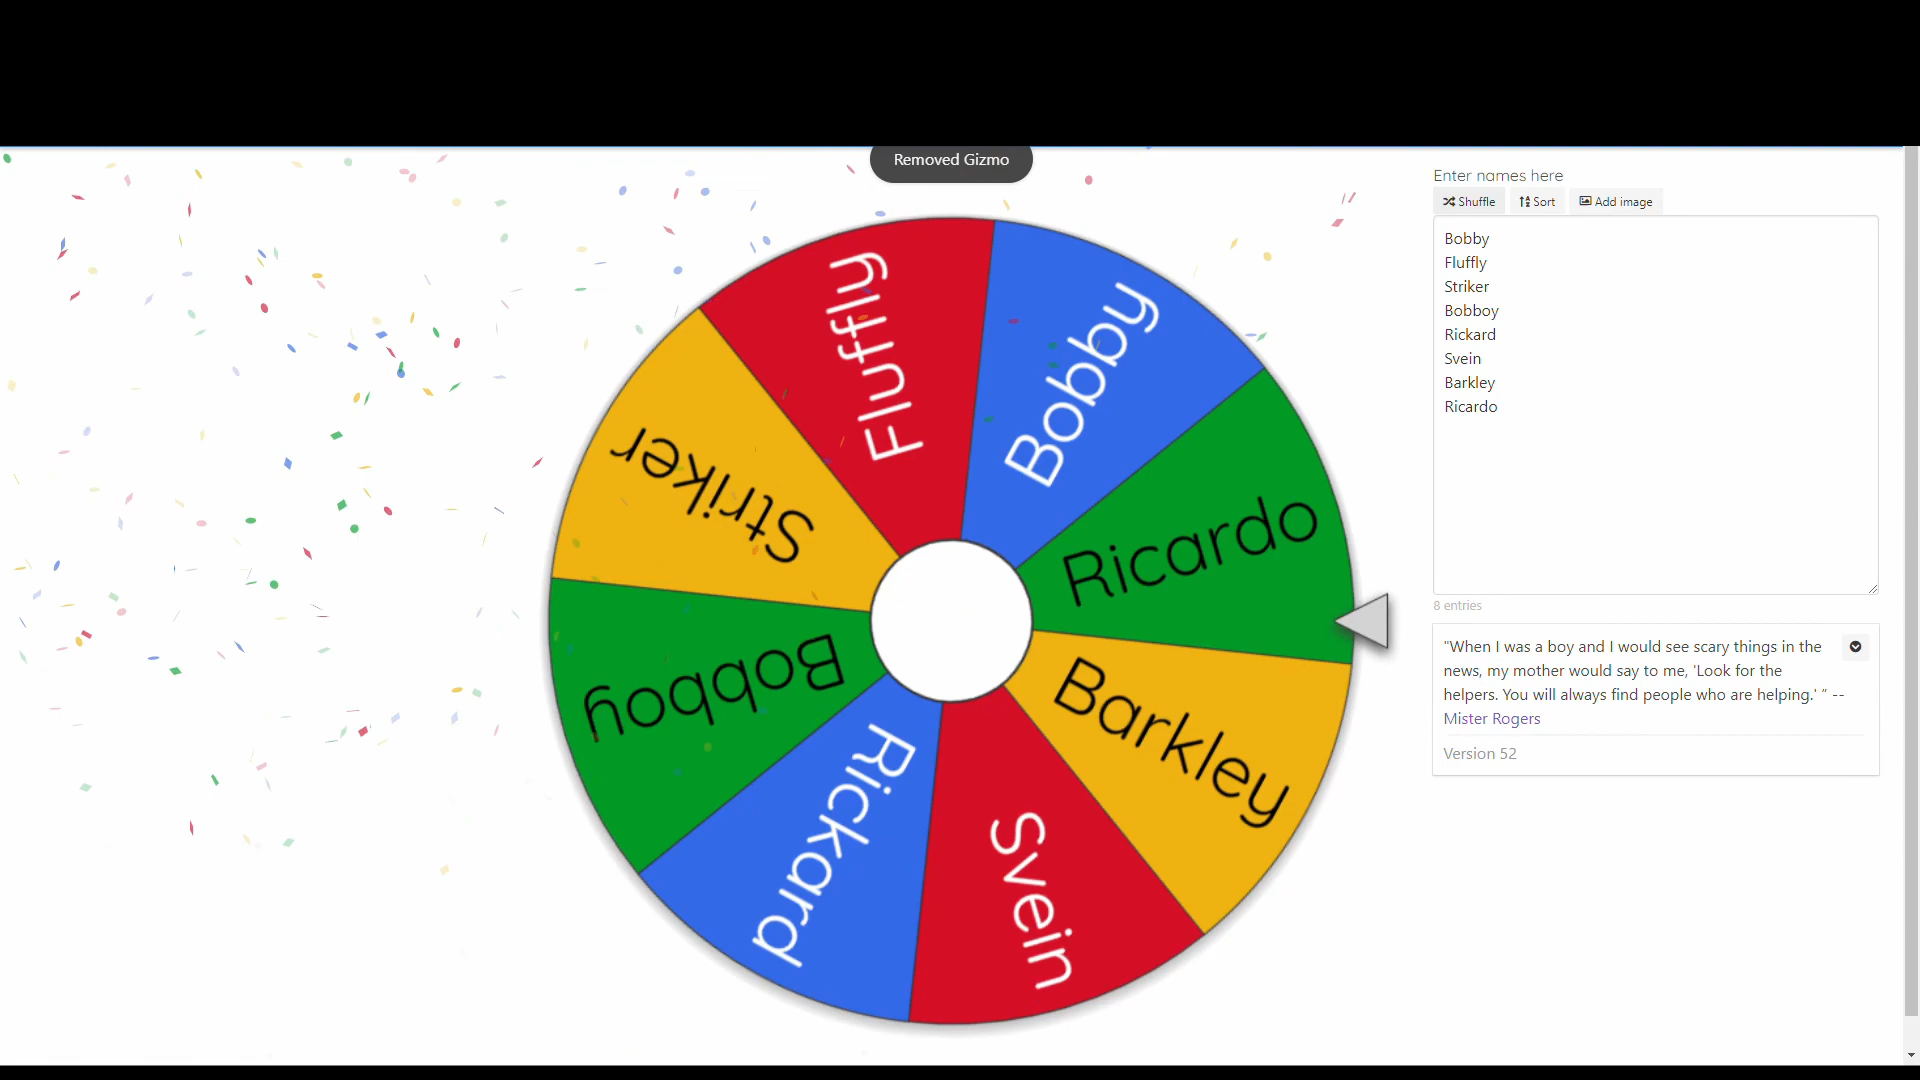 Removed Gizmo
Fluffly
Bobby
Striker
Ricardo
Bobboy
Barkley
Rickard
Svein
Enter names here
Shuffle Sort Add image
Bobby
Fluffly
Striker
Bobboy
Rickard
Svein
Barkley
Ricardo
8 entries
"When I was a boy and I would see scary things in the
news, my mother would say to me, 'Look for the
helpers. You will always find people who are helping.' " --
Mister Rogers
Version 52